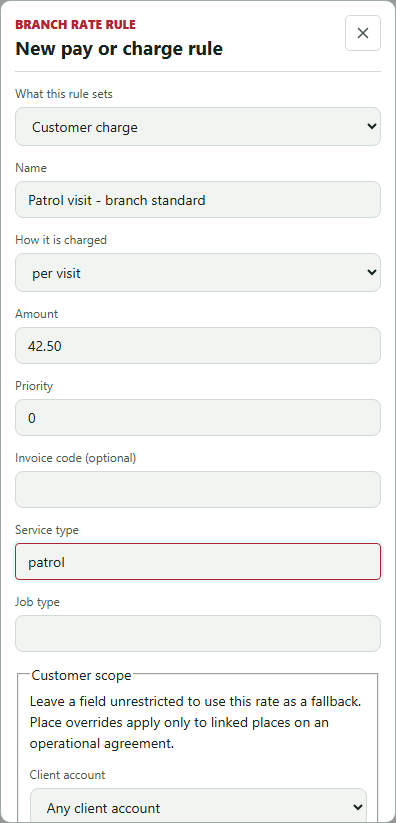 BRANCH RATE RULE
New pay or charge rule
What this rule sets
Customer charge
Name
Patrol visit - branch standard
How it is charged
per visit
Amount
42.50
Priority
0
Invoice code (optional)
Service type
patrol
Job type
Customer scope
Leave a field unrestricted to use this rate as a fallback.
Place overrides apply only to linked places on an
operational agreement.
Client account
Any client account